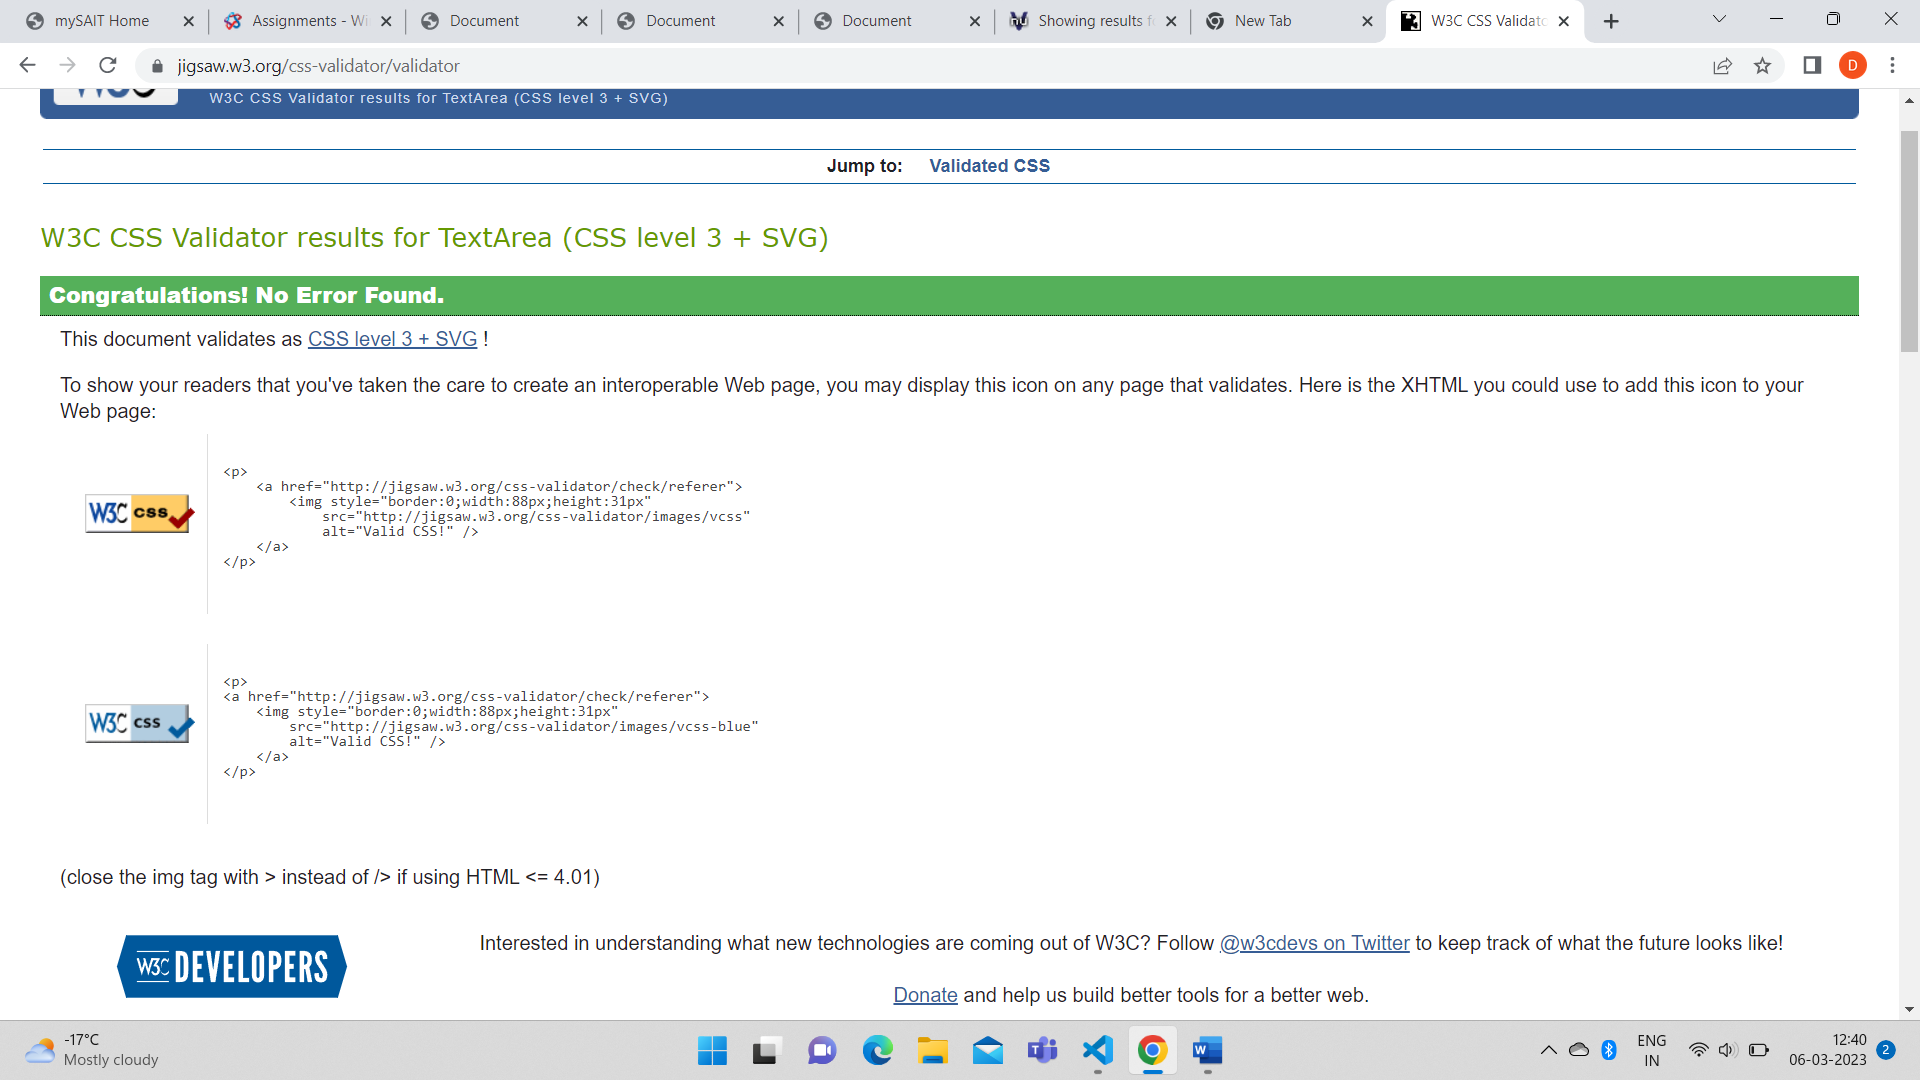 mySAIT Home
Assignments - Wi
Document
Document
Document
Showing results f
New Tab
W3C CSS Validato
jigsaw.w3.org/css-validator/validator
D
W3C CSS Validator results for TextArea (CSS level 3 + SVG)
Jump to: Validated CSS
W3C CSS Validator results for TextArea (CSS level 3 + SVG)
Congratulations! No Error Found.
This document validates as CSS level 3 + SVG !
To show your readers that you've taken the care to create an interoperable Web page, you may display this icon on any page that validates. Here is the XHTML you could use to add this icon to your
Web page:
W3C css
<p>
<a href="http://jigsaw.w3.org/css-validator/check/referer">
<img style="border:0;width:88px;height:31px"
src="http://jigsaw.w3.org/css-validator/images/vcss"
alt="Valid CSS!" />
</a>
</p>
W3C css
<p>
<a href="http://jigsaw.w3.org/css-validator/check/referer">
<img style="border:0;width:88px;height:31px"
src="http://jigsaw.w3.org/css-validator/images/vcss-blue"
alt="Valid CSS!" />
</a>
</p>
(close the img tag with > instead of /> if using HTML <= 4.01)
W3C DEVELOPERS
Interested in understanding what new technologies are coming out of W3C? Follow @w3cdevs on Twitter to keep track of what the future looks like!
Donate and help us build better tools for a better web.
-17°C
Mostly cloudy
ENG
IN
12:40
06-03-2023
2